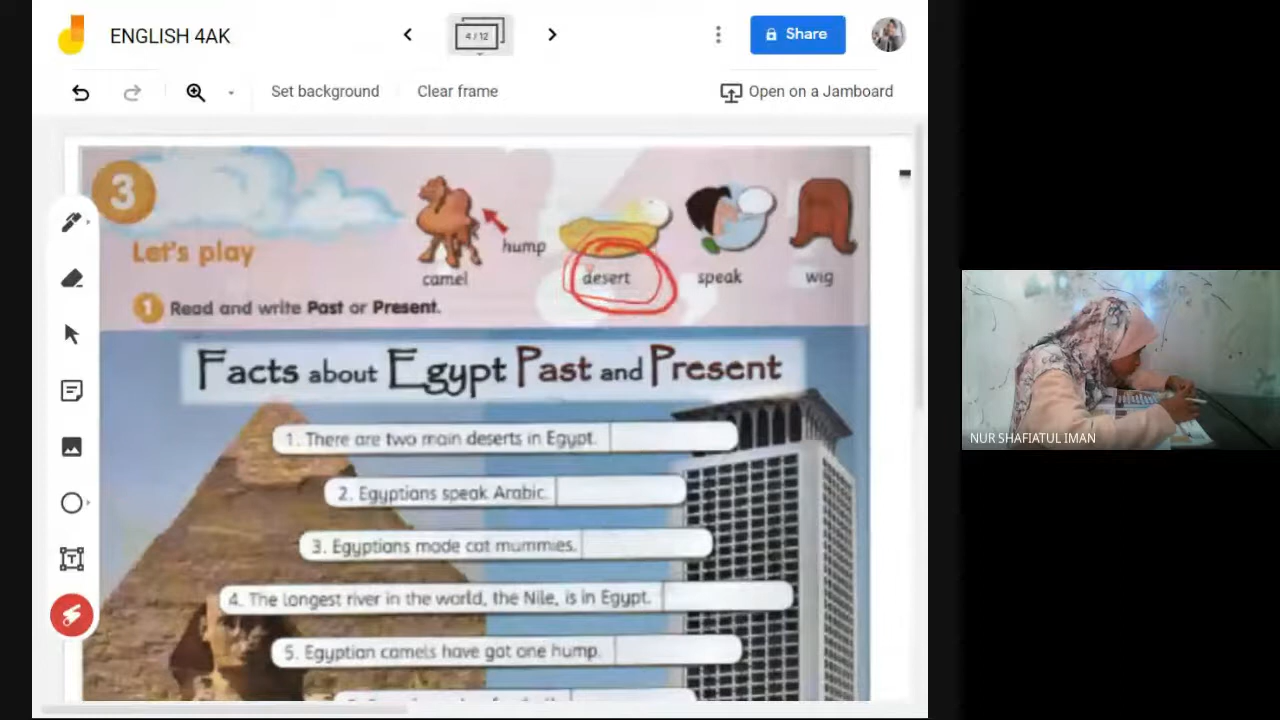 ENGLISH 4AK
4 / 12
Share
Set background
Clear frame
Open on a Jamboard
3
Let's play
hump
camel
desert
speak
wig
1 Read and write Past or Present.
Facts about Egypt Past and Present
1. There are two main deserts in Egypt.
2. Egyptians speak Arabic.
3. Egyptians made cat mummies.
4. The longest river in the world, the Nile, is in Egypt.
5. Egyptian camels have got one hump.
NUR SHAFIATUL IMAN